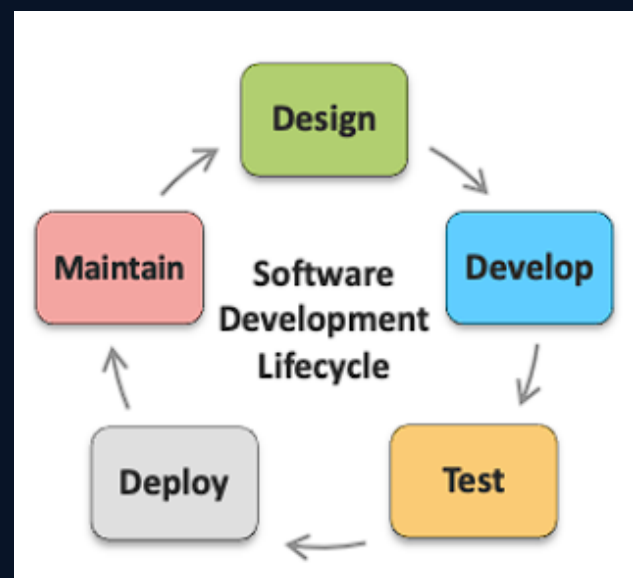 Design
Maintain
Develop
Software
Development
Lifecycle
Deploy
Test